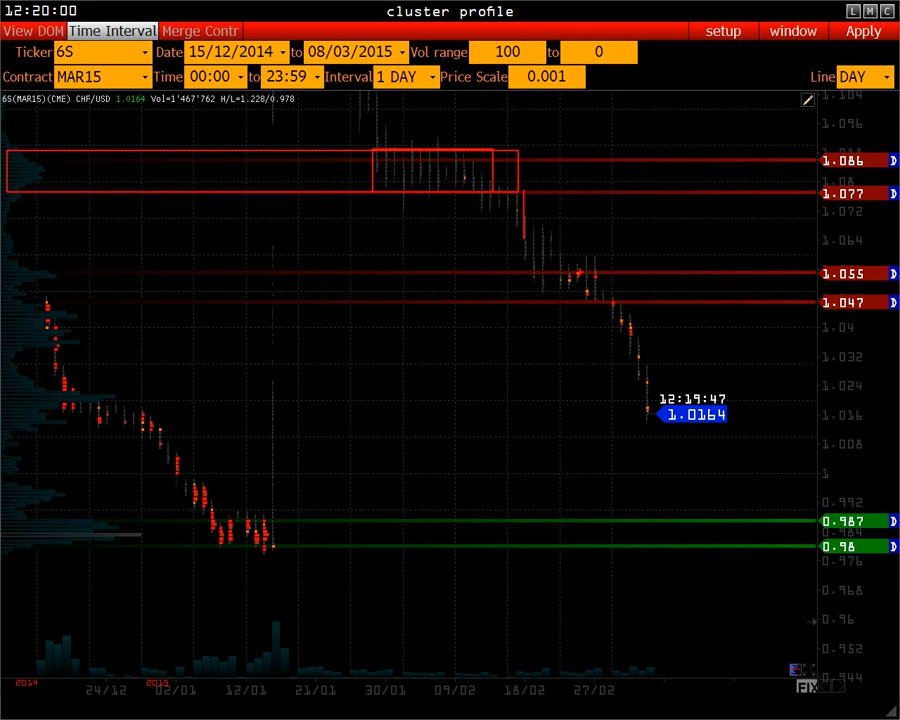 12:20:00 cluster profile L M C
View DOM Time Interval Merge Contr setup window Apply
Ticker 6S Date 15/12/2014 to 08/03/2015 Vol range 100 to 0
Contract MAR15 Time 00:00 to 23:59 Interval 1 DAY Price Scale 0.001 Line DAY
6S(MAR15)(CME) CHF/USD 1.0164 Vol=1'467'762 H/L=1.228/0.978
1.104
1.096
1.086 D
1.08
1.077 D
1.072
1.064
1.055 D
1.047 D
1.04
1.032
1.024
12:19:47
1.0164
1.016
1.008
1
0.992
0.987 D
0.984
0.98 D
0.976
0.968
0.96
0.952
0.944
FIX
2014 2015
24/12 02/01 12/01 21/01 30/01 09/02 18/02 27/02